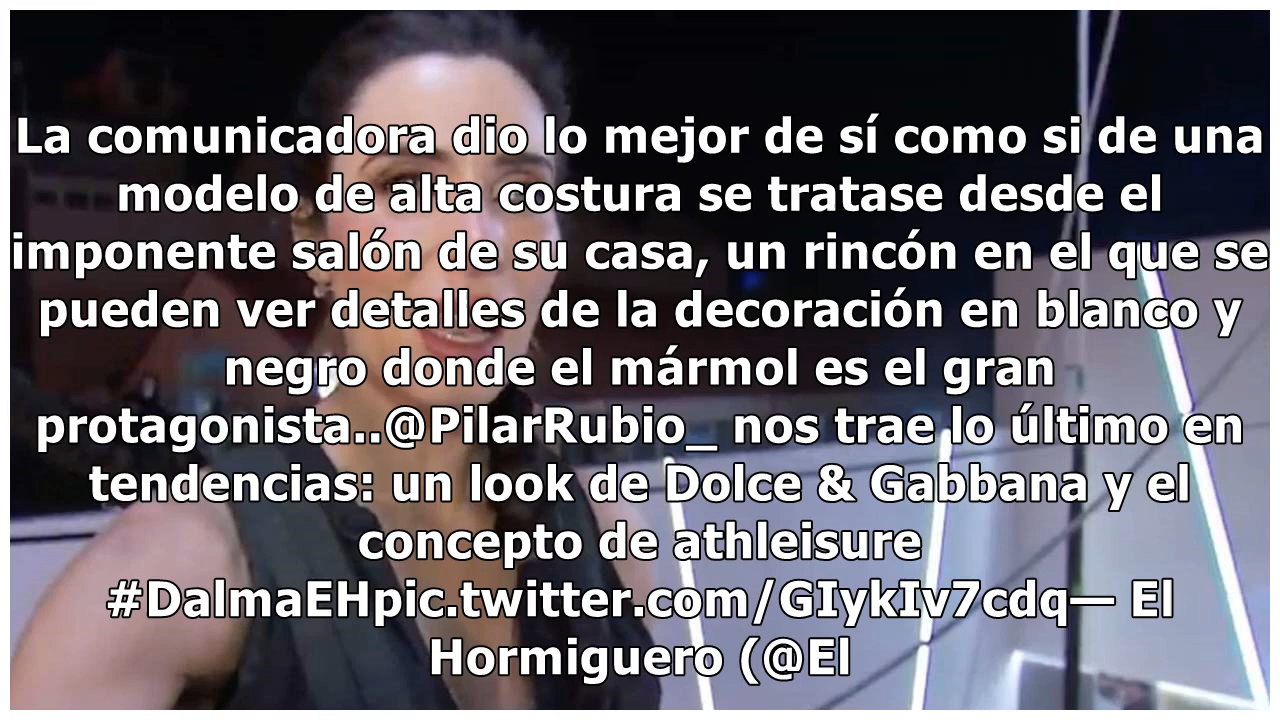 La comunicadora dio lo mejor de sí como si de una
modelo de alta costura se tratase desde el
imponente salón de su casa, un rincón en el que se
pueden ver detalles de la decoración en blanco y
negro donde el mármol es el gran
protagonista..@PilarRubio_ nos trae lo último en
tendencias: un look de Dolce & Gabbana y el
concepto de athleisure
#DalmaEHpic.twitter.com/GIykIv7cdq— El
Hormiguero (@El